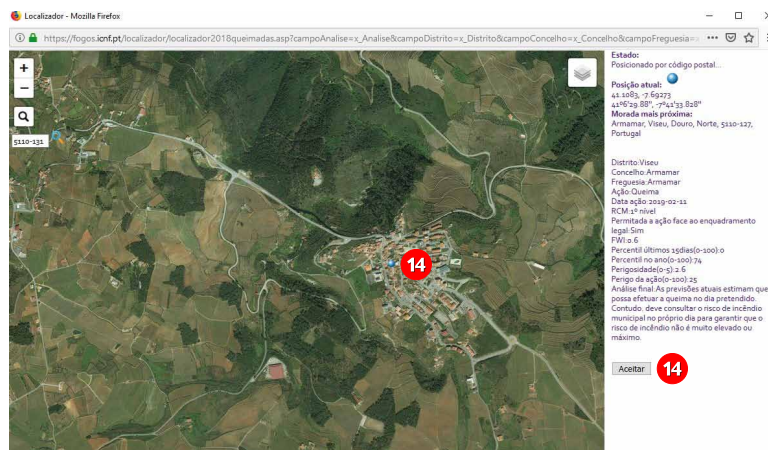 Localizador - Mozilla Firefox
https://fogos.icnf.pt/localizador/localizador2018queimadas.asp?campoAnalise=x_Analise&campoDistrito=x_Distrito&campoConcelho=x_Concelho&campoFreguesia=x
+
−
5110-131
14
Estado:
Posicionado por código postal...
Posição atual:
41.1083, -7.69273
41º6'29.88", -7º41'33.828"
Morada mais próxima:
Armamar, Viseu, Douro, Norte, 5110-127,
Portugal
Distrito:Viseu
Concelho:Armamar
Freguesia:Armamar
Ação:Queima
Data ação:2019-02-11
RCM:1º nível
Permitada a ação face ao enquadramento
legal:Sim
FWI:0.6
Percentil últimos 15dias(0-100):0
Percentil no ano(0-100):74
Perigosidade(0-5):2.6
Perigo da ação(0-100):25
Análise final:As previsões atuais estimam que
possa efetuar a queima no dia pretendido.
Contudo, deve consultar o risco de incêndio
municipal no próprio dia para garantir que o
risco de incêndio não é muito elevado ou
máximo.
Aceitar 14